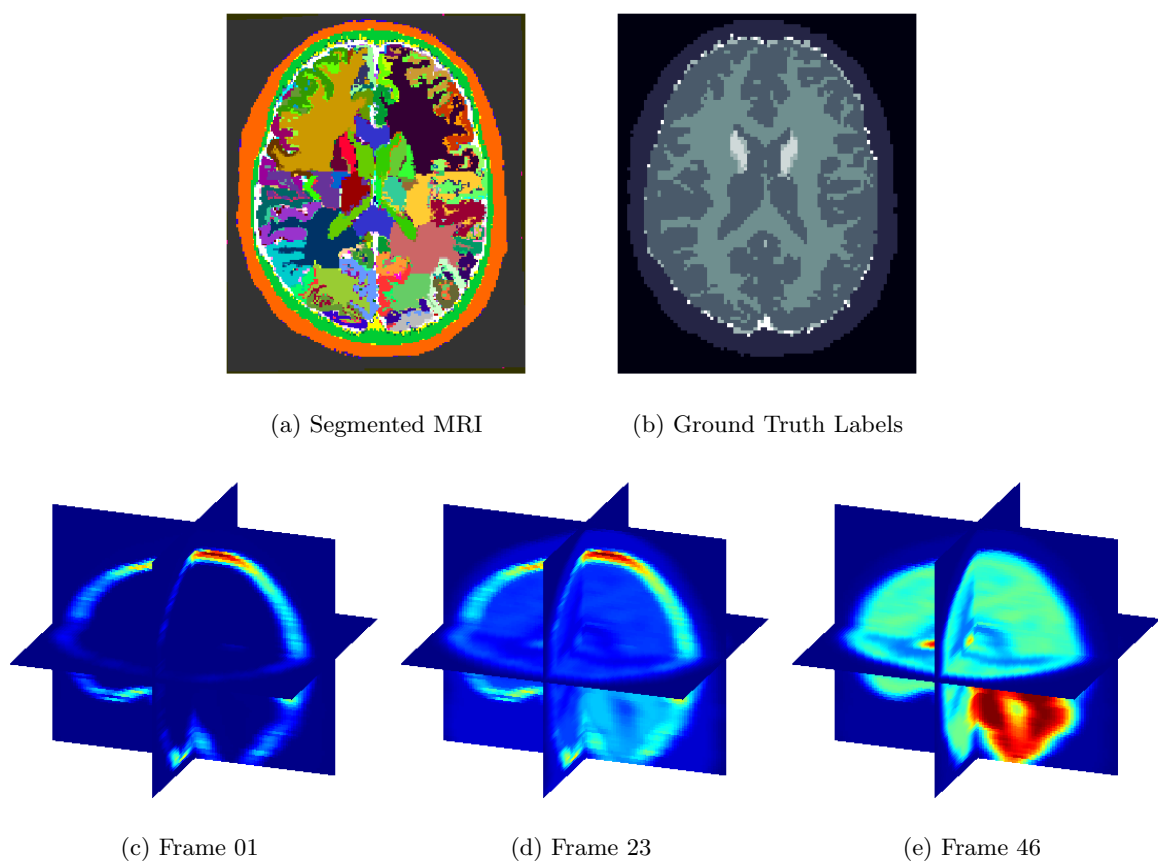 (a) Segmented MRI
(b) Ground Truth Labels
(c) Frame 01
(d) Frame 23
(e) Frame 46